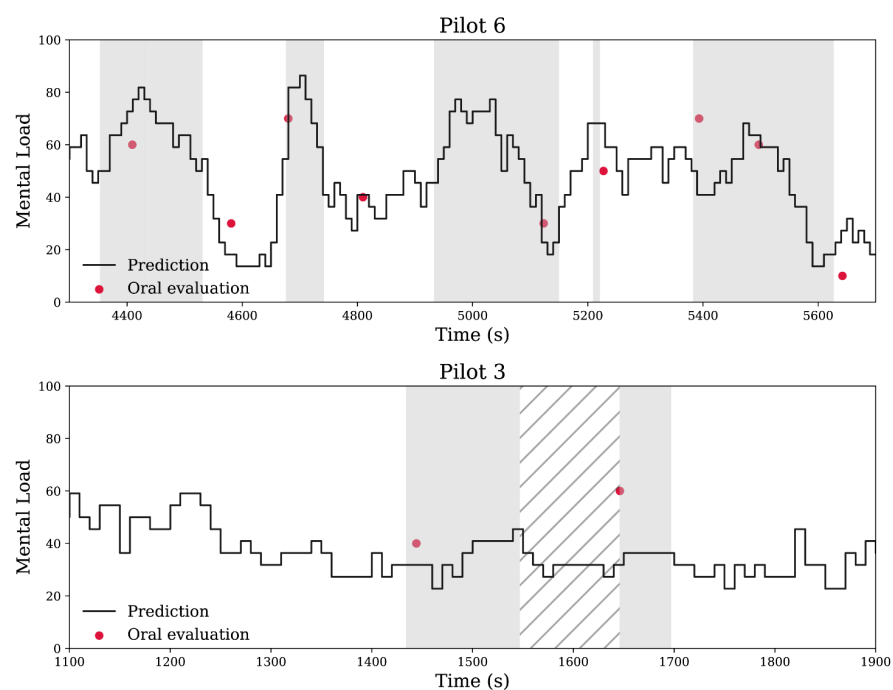 Pilot 6
100
80
60
40
20
0
Mental Load
Prediction
Oral evaluation
4400 4600 4800 5000 5200 5400 5600
Time (s)
Pilot 3
100
80
60
40
20
0
Mental Load
Prediction
Oral evaluation
1100 1200 1300 1400 1500 1600 1700 1800 1900
Time (s)